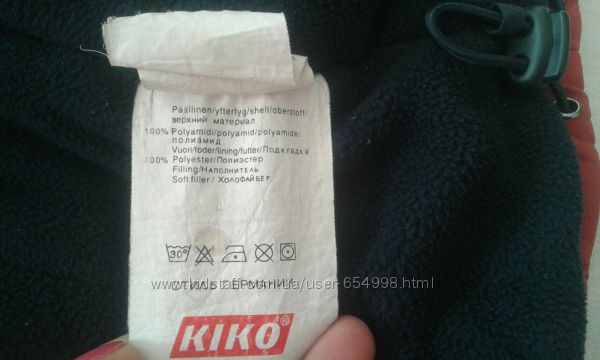 Päällinen/yttertyg/shell/oberstoff/
верхний материал
100% Polyamidi/polyamid/polyamide/
полиамид
Vuori/foder/lining/futter/Подкладка
100% Polyester/Полиэстер
Filling/Наполнитель
Soft filler / Холофайбер
30°
www.kidstaff.com.ua/user-654998.html
KIKO®